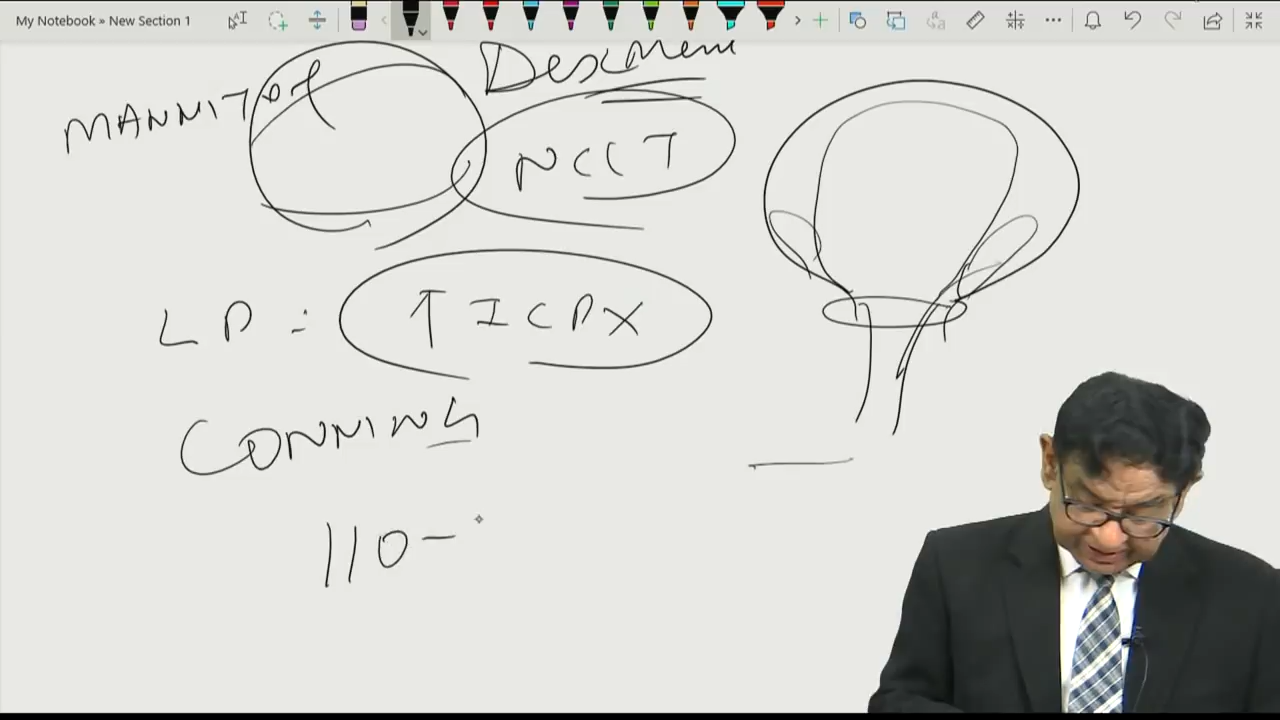 My Notebook » New Section 1
MANNITOL
NCCT
LP : ↑ICPX
CONNING
110-